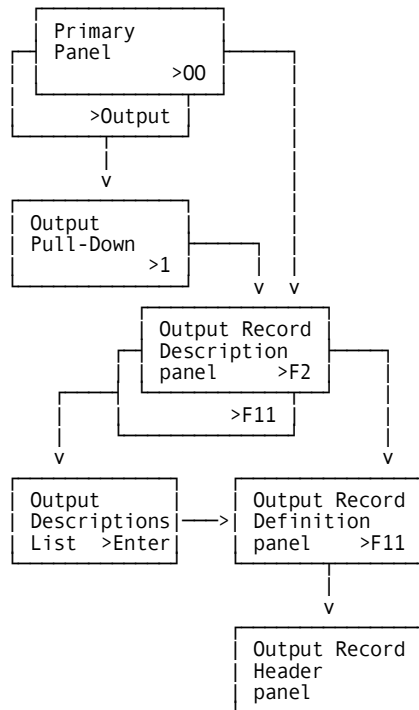 Primary
Panel
>OO
>Output
Output
Pull-Down
>1
Output Record
Description
panel >F2
>F11
Output
Descriptions
List >Enter
Output Record
Definition
panel >F11
Output Record
Header
panel